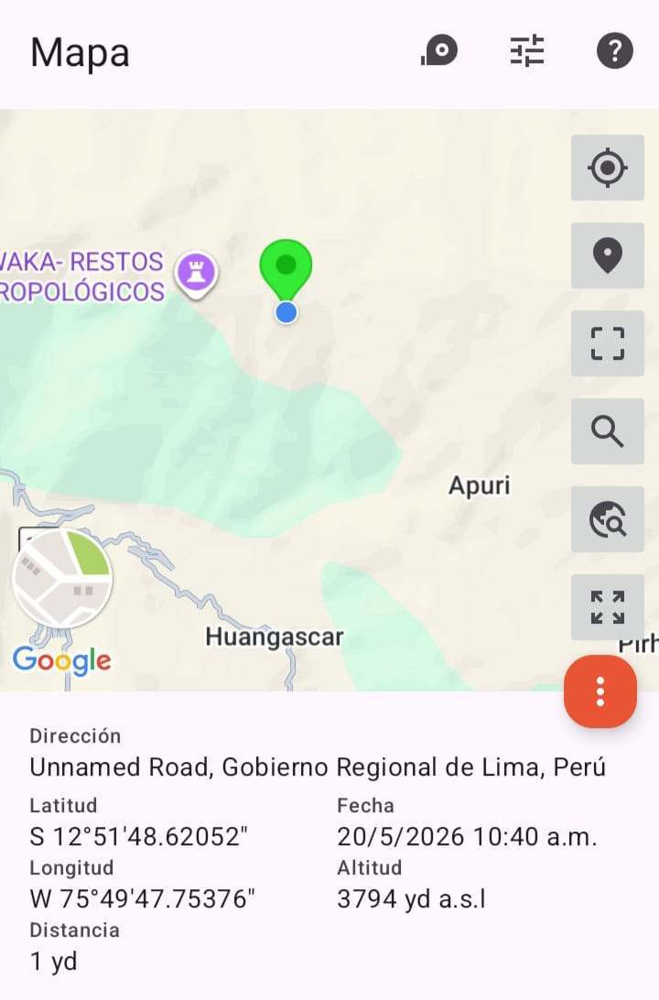 Mapa
WAKA- RESTOS
ROPOLÓGICOS
Apuri
Huangascar
Pirh
Google
Dirección
Unnamed Road, Gobierno Regional de Lima, Perú
Latitud
S 12°51'48.62052"
Fecha
20/5/2026 10:40 a.m.
Longitud
W 75°49'47.75376"
Altitud
3794 yd a.s.l
Distancia
1 yd